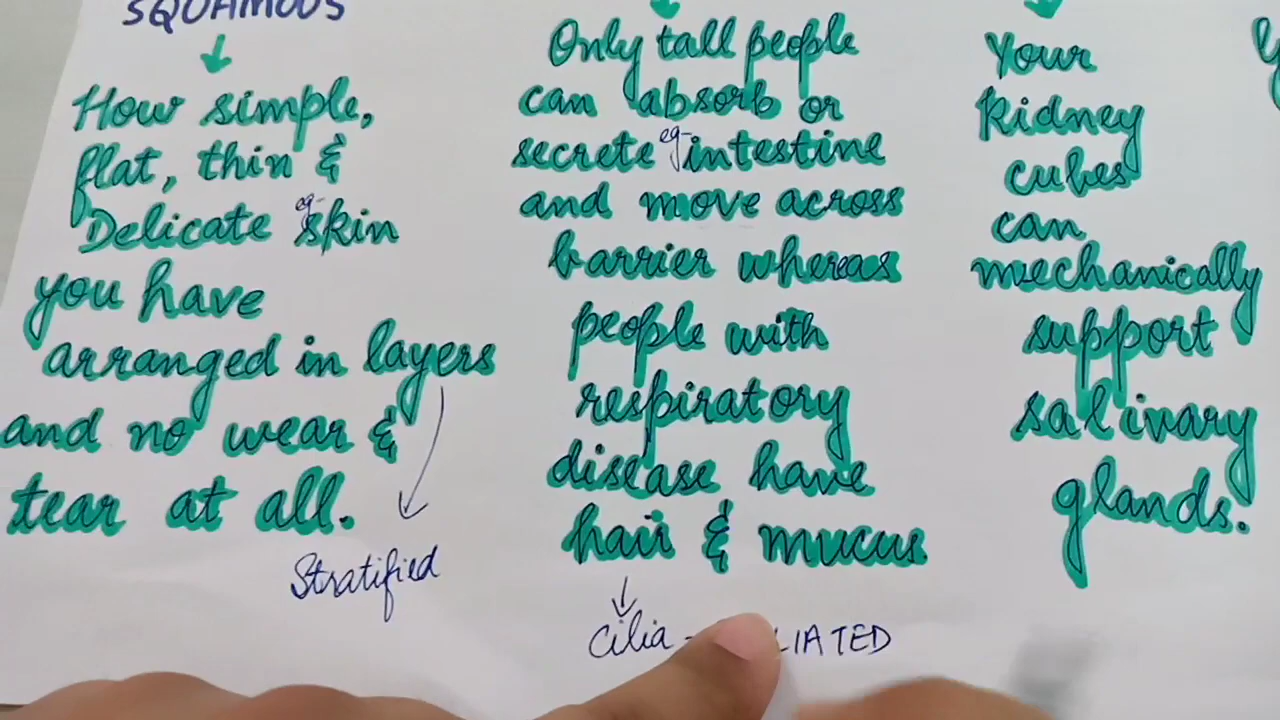 SQUAMOUS
How simple,
flat, thin &
Delicate eg- skin
you have
arranged in layers
and no wear &
tear at all.
Stratified
Only tall people
can absorb or
secrete eg- intestine
and move across
barrier whereas
people with
respiratory
disease have
hair & mucus
Cilia -
LIATED
Your
kidney
cubes
can
mechanically
support
salivary
glands.